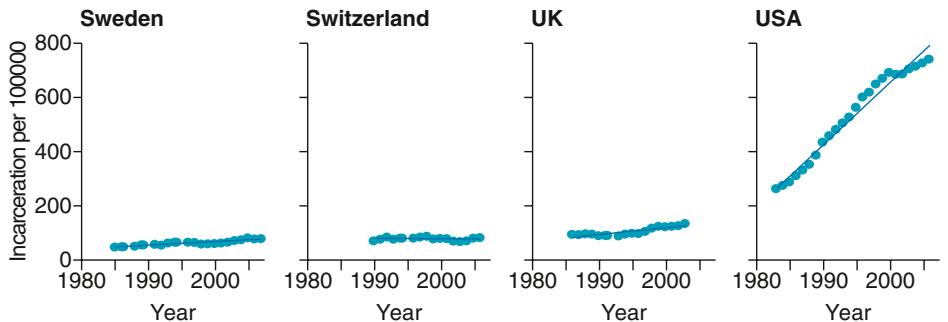 Sweden Switzerland UK USA
Incarceration per 100000
800
600
400
200
0
1980 1990 2000 1980 1990 2000 1980 1990 2000 1980 1990 2000
Year Year Year Year